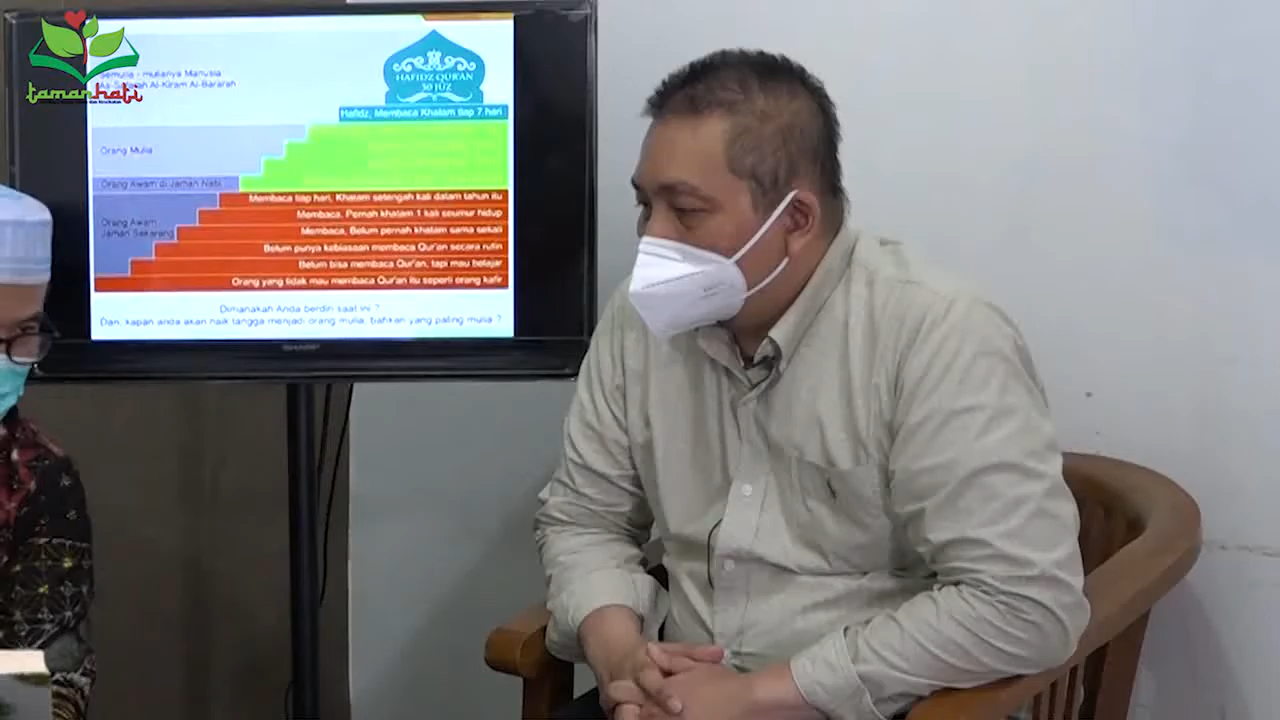 tamanhati
Semulia - mulianya Manusia
As-Safarah Al-Kiram Al-Bararah
HAFIDZ QUR'AN
30 JUZ
Hafidz, Membaca Khatam tiap 7 hari
Orang Mulia
Orang Awam di Jaman Nabi
Membaca tiap hari, Khatam setengah kali dalam tahun itu
Orang Awam
Jaman Sekarang
Membaca, Pernah khatam 1 kali seumur hidup
Membaca, Belum pernah khatam sama sekali
Belum punya kebiasaan membaca Qur'an secara rutin
Belum bisa membaca Qur'an, tapi mau belajar
Orang yang tidak mau membaca Qur'an itu seperti orang kafir
Dimanakah Anda berdiri saat ini ?
Dan, kapan anda akan naik tangga menjadi orang mulia, bahkan yang paling mulia ?
SHARP